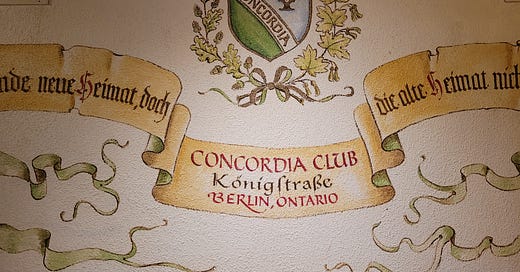 CONCORDIA
nde neue Heimat, doch
die alte Heimat nich
CONCORDIA CLUB
Königſtraße
BERLIN, ONTARIO